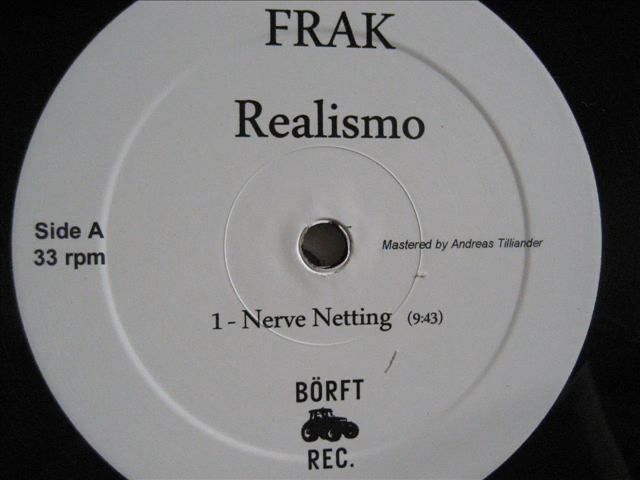 FRAK
Realismo
Side A
33 rpm
Mastered by Andreas Tilliander
1 - Nerve Netting (9:43)
BÖRFT
REC.